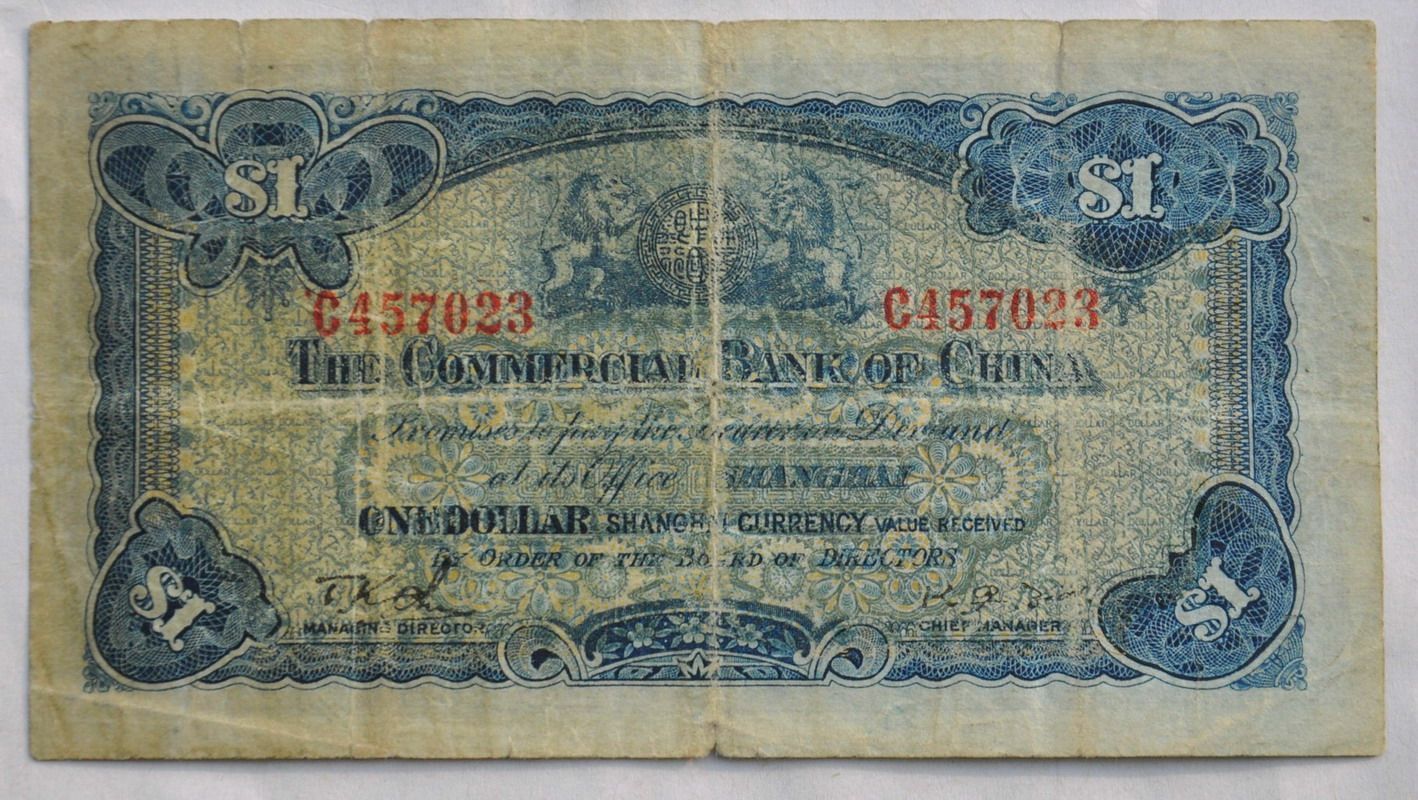 $1 $1
C457023 C457023
THE COMMERCIAL BANK OF CHINA
Promises to pay the Bearer on Demand
at its Office SHANGHAI
ONE DOLLAR SHANGHAI CURRENCY VALUE RECEIVED
BY ORDER OF THE BOARD OF DIRECTORS
$1 $1
MANAGING DIRECTOR CHIEF MANAGER